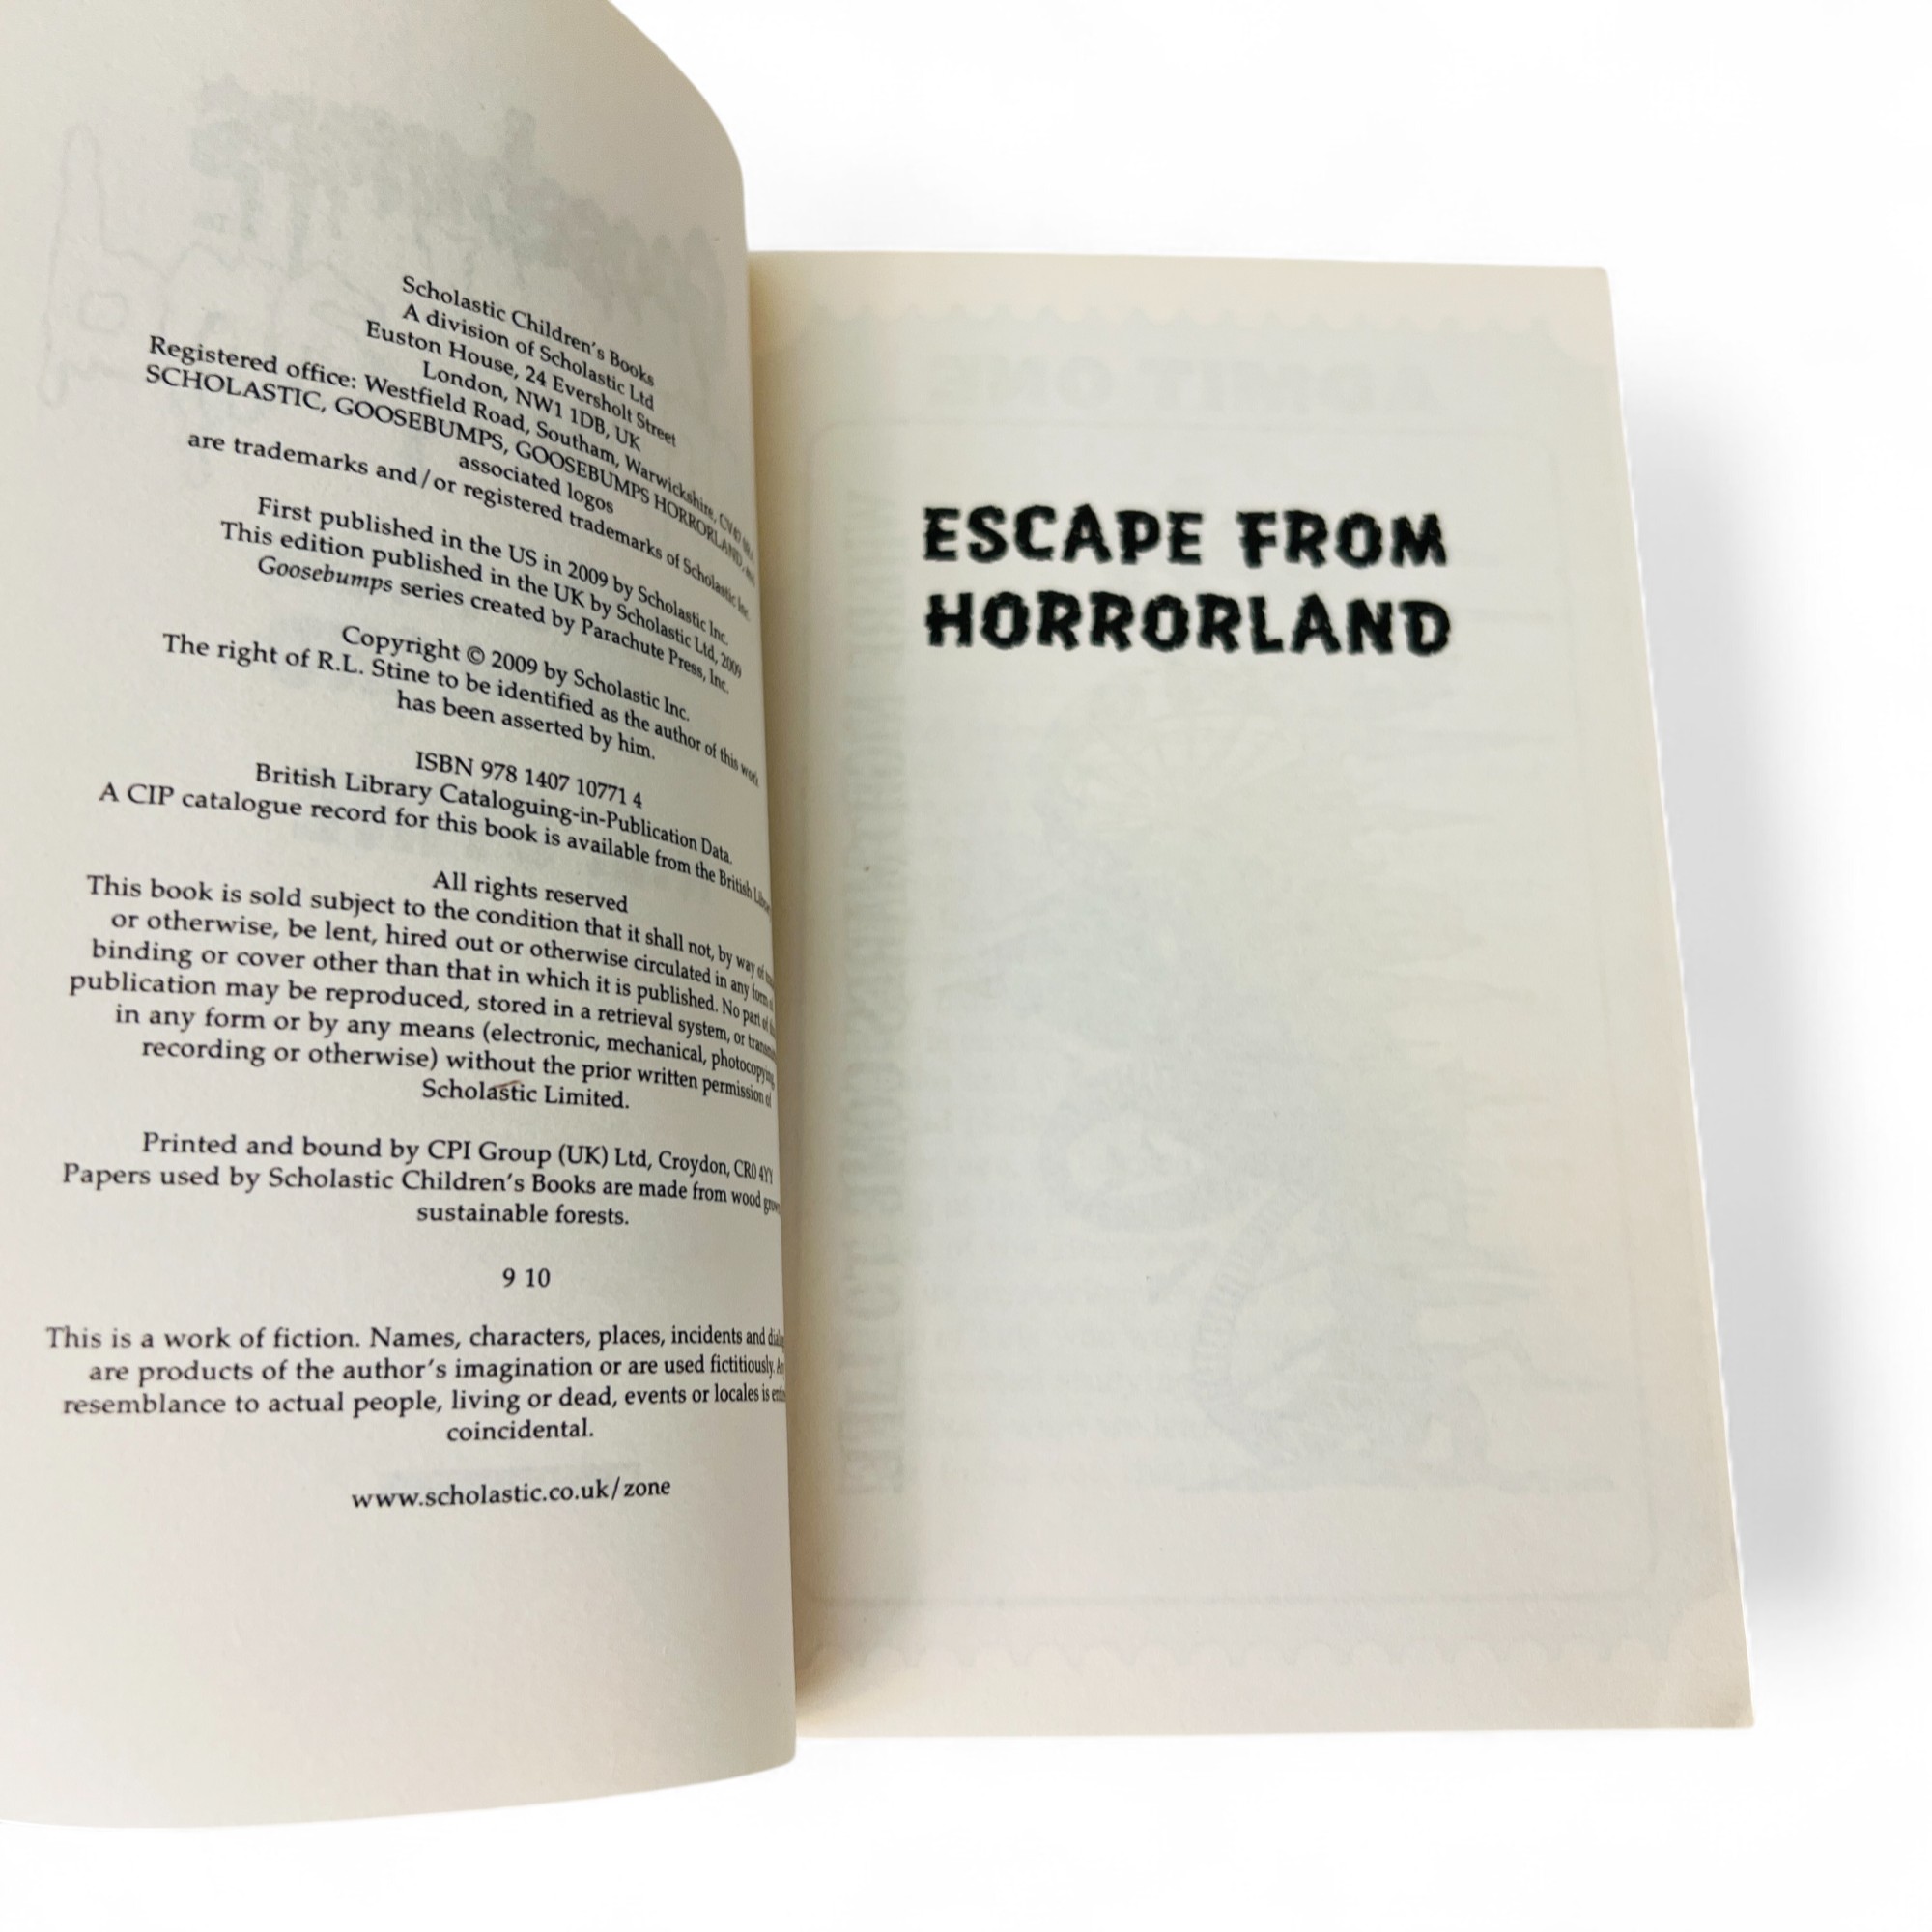 Scholastic Children's Books
A division of Scholastic Ltd
Euston House, 24 Eversholt Street
London, NW1 1DB, UK
Registered office: Westfield Road, Southam, Warwickshire,
SCHOLASTIC, GOOSEBUMPS, GOOSEBUMPS HORRORLAND,
associated logos
are trademarks and/or registered trademarks of Scholastic Inc.
First published in the US in 2009 by Scholastic Inc.
This edition published in the UK by Scholastic Ltd, 2009
Goosebumps series created by Parachute Press, Inc.
Copyright © 2009 by Scholastic Inc.
The right of R.L. Stine to be identified as the author of this work
has been asserted by him.
ISBN 978 1407 10771 4
British Library Cataloguing-in-Publication Data.
A CIP catalogue record for this book is available from the British
All rights reserved
This book is sold subject to the condition that it shall not, by way of
or otherwise, be lent, hired out or otherwise circulated in any form
binding or cover other than that in which it is published. No part of
publication may be reproduced, stored in a retrieval system, or
in any form or by any means (electronic, mechanical, photocopying,
recording or otherwise) without the prior written permission of
Scholastic Limited.
Printed and bound by CPI Group (UK) Ltd, Croydon, CR0 4YY
Papers used by Scholastic Children's Books are made from wood
sustainable forests.
9 10
This is a work of fiction. Names, characters, places, incidents and
are products of the author's imagination or are used fictitiously.
resemblance to actual people, living or dead, events or locales is
coincidental.
www.scholastic.co.uk/zone
ESCAPE FROM
HORRORLAND